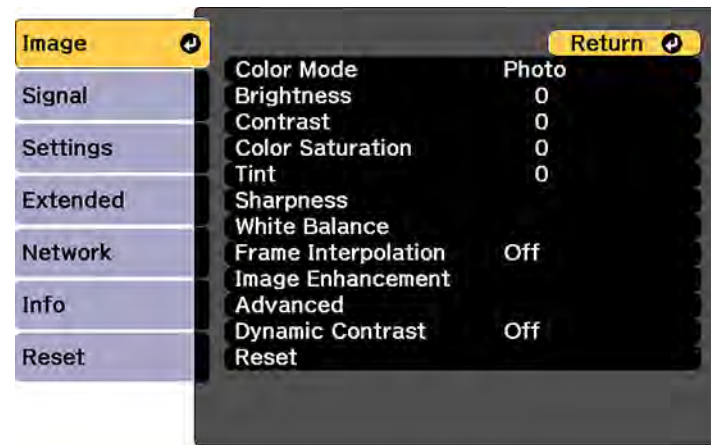 Image
Signal
Settings
Extended
Network
Info
Reset
Return
Color Mode Photo
Brightness 0
Contrast 0
Color Saturation 0
Tint 0
Sharpness
White Balance
Frame Interpolation Off
Image Enhancement
Advanced
Dynamic Contrast Off
Reset